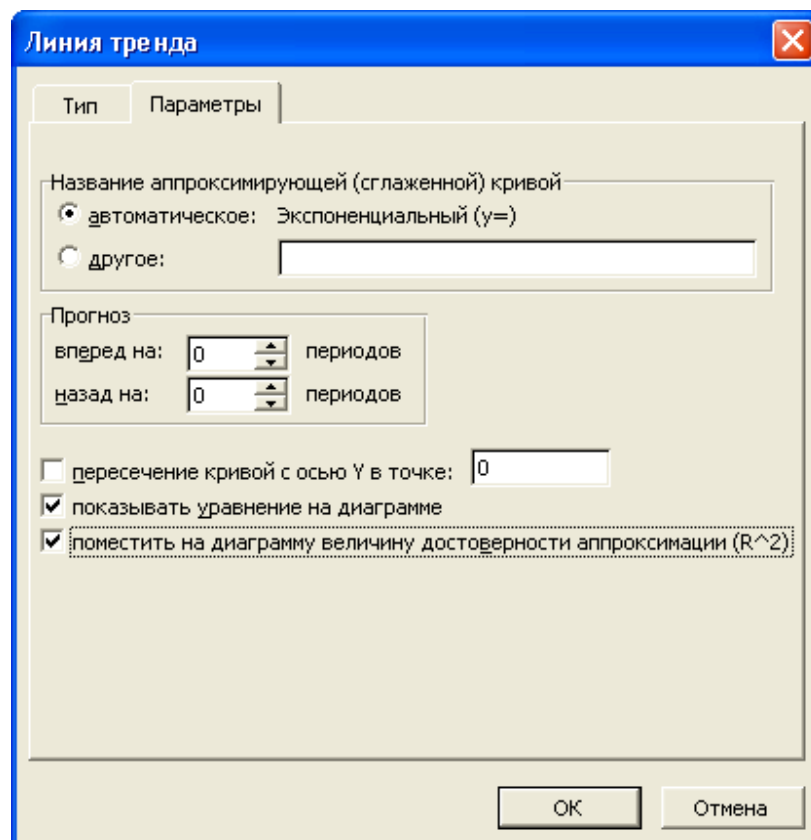 Линия тренда
Тип
Параметры
Название аппроксимирующей (сглаженной) кривой
автоматическое: Экспоненциальный (y=)
другое:
Прогноз
вперед на: 0 периодов
назад на: 0 периодов
пересечение кривой с осью Y в точке: 0
показывать уравнение на диаграмме
поместить на диаграмму величину достоверности аппроксимации (R^2)
ОК
Отмена